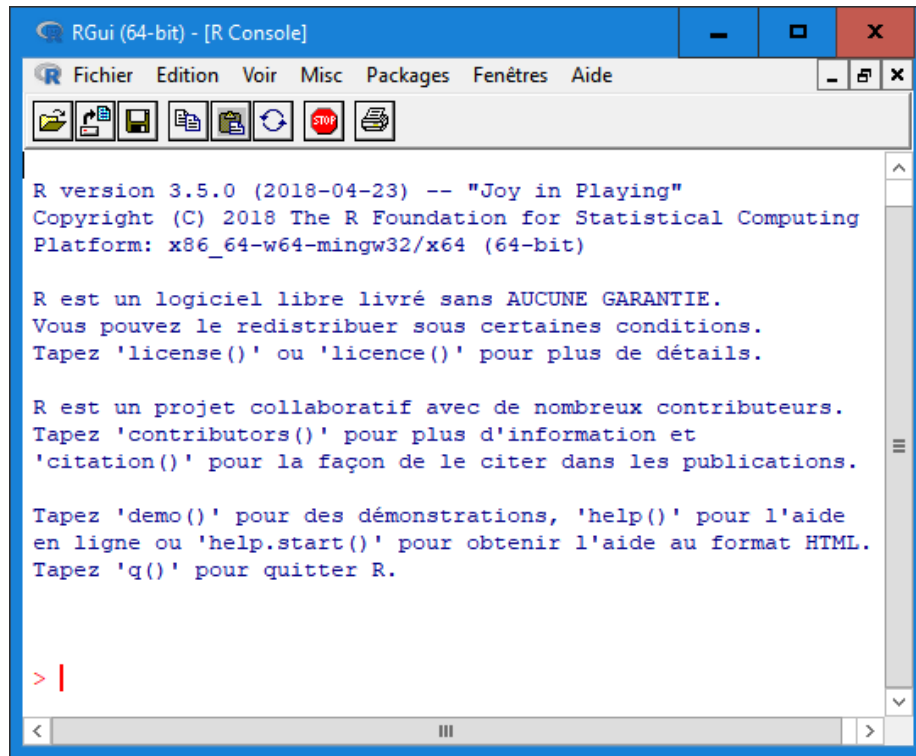 RGui (64-bit) - [R Console]
Fichier Edition Voir Misc Packages Fenêtres Aide
STOP
R version 3.5.0 (2018-04-23) -- "Joy in Playing"
Copyright (C) 2018 The R Foundation for Statistical Computing
Platform: x86_64-w64-mingw32/x64 (64-bit)
R est un logiciel libre livré sans AUCUNE GARANTIE.
Vous pouvez le redistribuer sous certaines conditions.
Tapez 'license()' ou 'licence()' pour plus de détails.
R est un projet collaboratif avec de nombreux contributeurs.
Tapez 'contributors()' pour plus d'information et
'citation()' pour la façon de le citer dans les publications.
Tapez 'demo()' pour des démonstrations, 'help()' pour l'aide
en ligne ou 'help.start()' pour obtenir l'aide au format HTML.
Tapez 'q()' pour quitter R.
>